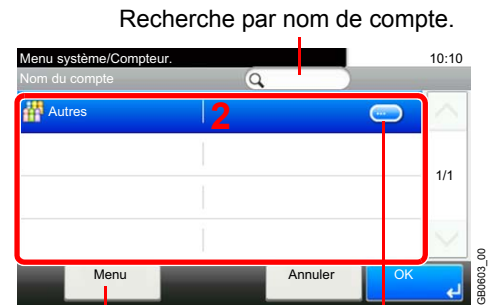 Recherche par nom de compte.
Menu système/Compteur.
10:10
Nom du compte
Autres
2
1/1
Menu
Annuler
OK
GB0603_00